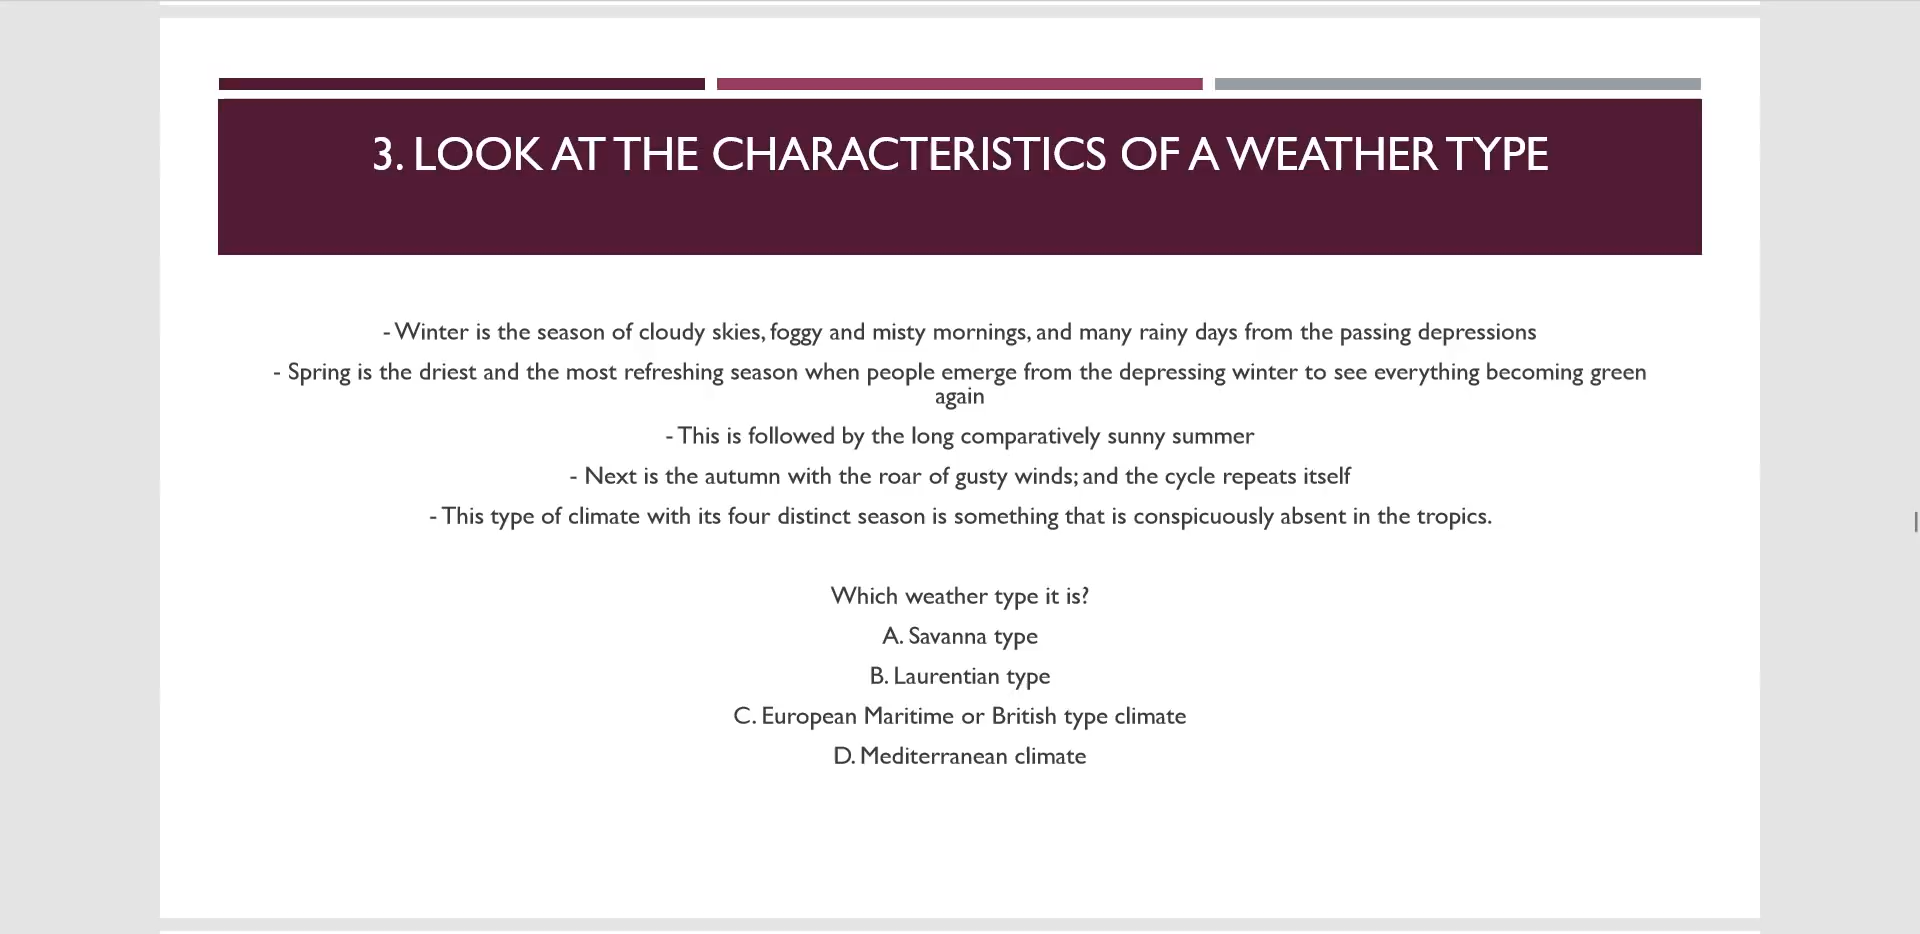 3. LOOK AT THE CHARACTERISTICS OF A WEATHER TYPE
- Winter is the season of cloudy skies, foggy and misty mornings, and many rainy days from the passing depressions
- Spring is the driest and the most refreshing season when people emerge from the depressing winter to see everything becoming green
again
- This is followed by the long comparatively sunny summer
- Next is the autumn with the roar of gusty winds; and the cycle repeats itself
- This type of climate with its four distinct season is something that is conspicuously absent in the tropics.
Which weather type it is?
A. Savanna type
B. Laurentian type
C. European Maritime or British type climate
D. Mediterranean climate